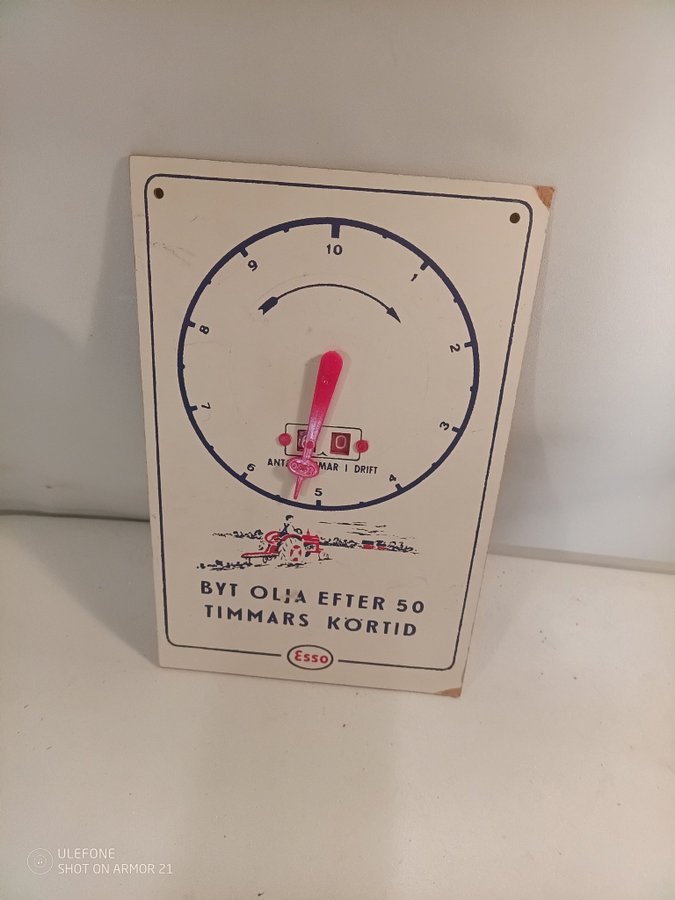 10
9
1
8
2
7
3
6
4
5
0
I DRIFT
BYT OLJA EFTER 50
TIMMARS KÖRTID
Esso
ULEFONE
SHOT ON ARMOR 21